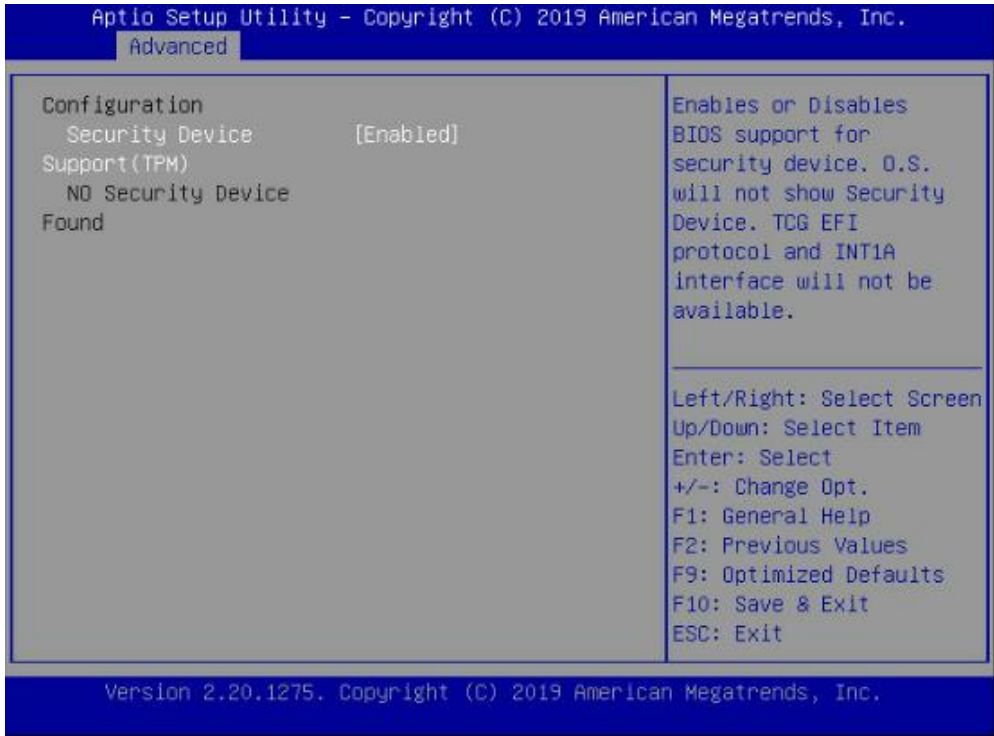 Aptio Setup Utility – Copyright (C) 2019 American Megatrends, Inc.
Advanced
Configuration
Security Device [Enabled]
Support(TPM)
NO Security Device
Found
Enables or Disables
BIOS support for
security device. O.S.
will not show Security
Device. TCG EFI
protocol and INT1A
interface will not be
available.
Left/Right: Select Screen
Up/Down: Select Item
Enter: Select
+/-: Change Opt.
F1: General Help
F2: Previous Values
F9: Optimized Defaults
F10: Save & Exit
ESC: Exit
Version 2.20.1275. Copyright (C) 2019 American Megatrends, Inc.